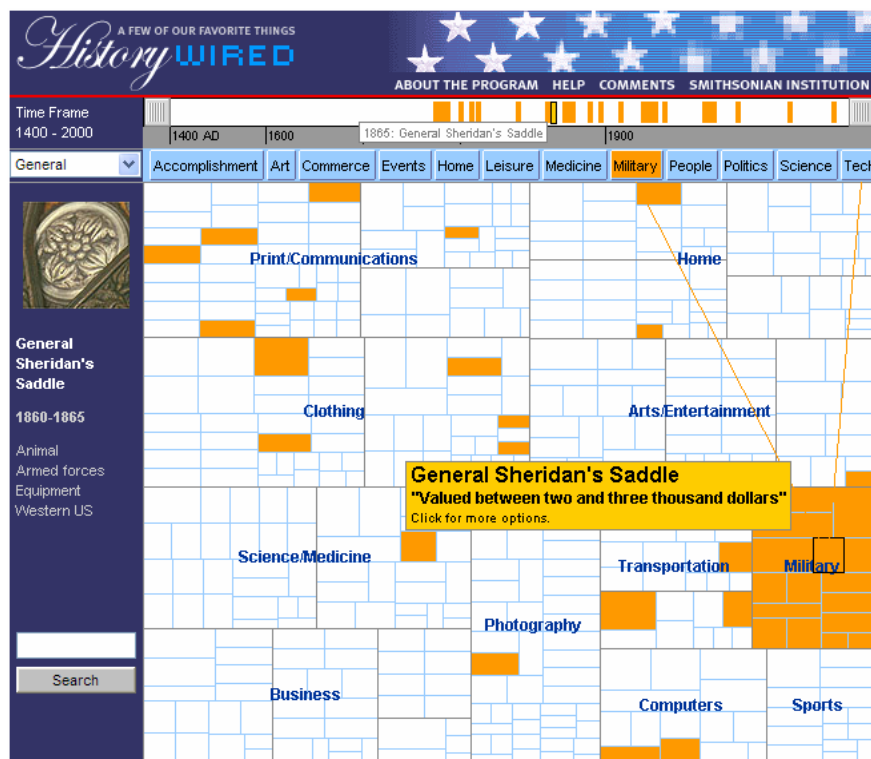 A FEW OF OUR FAVORITE THINGS
History WIRED
ABOUT THE PROGRAM HELP COMMENTS SMITHSONIAN INSTITUTION
Time Frame
1400 - 2000
1865: General Sheridan's Saddle
1400 AD 1600 1900
General
Accomplishment Art Commerce Events Home Leisure Medicine Military People Politics Science Tech
Print/Communications
Home
General
Sheridan's
Saddle
1860-1865
Animal
Armed forces
Equipment
Western US
Clothing
Arts/Entertainment
General Sheridan's Saddle
"Valued between two and three thousand dollars"
Click for more options.
Science/Medicine
Transportation
Military
Photography
Search
Business
Computers
Sports